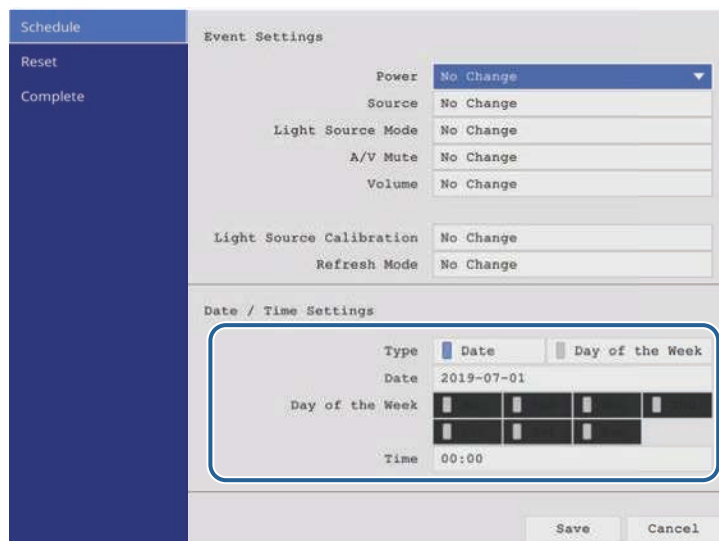 Schedule
Reset
Complete
Event Settings
Power No Change
Source No Change
Light Source Mode No Change
A/V Mute No Change
Volume No Change
Light Source Calibration No Change
Refresh Mode No Change
Date / Time Settings
Type Date Day of the Week
Date 2019-07-01
Day of the Week
Time 00:00
Save Cancel